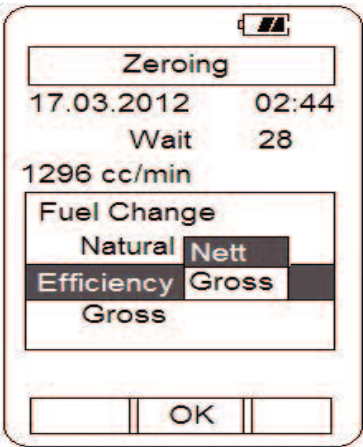 Zeroing
17.03.2012 02:44
Wait 28
1296 cc/min
Fuel Change
Natural Nett
Efficiency Gross
Gross
OK